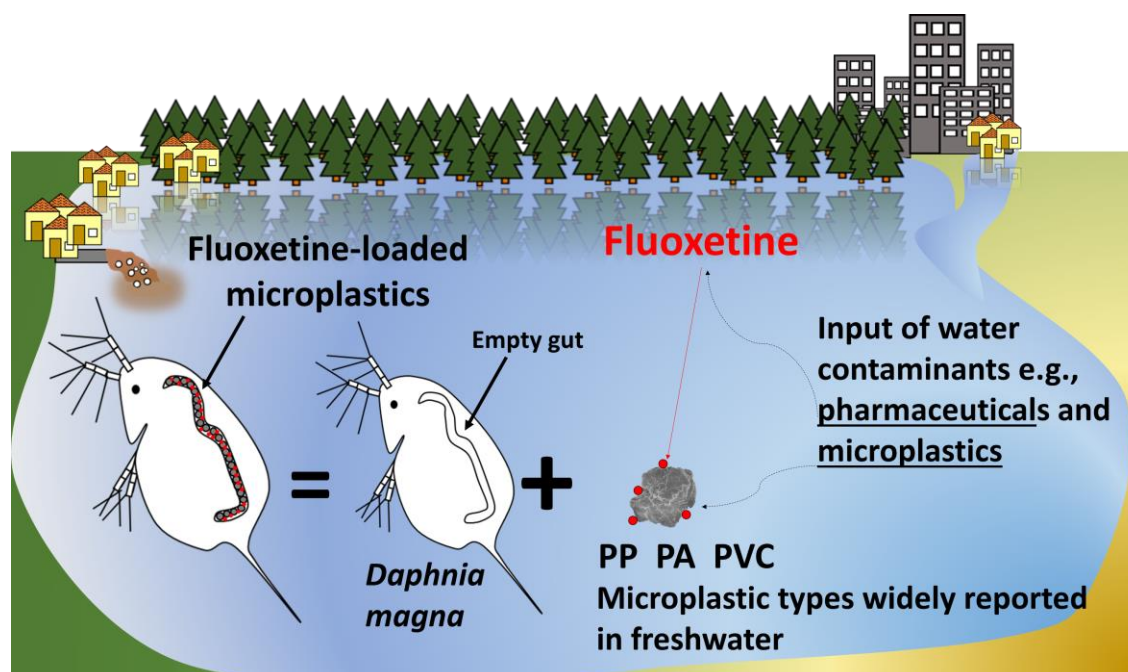 Fluoxetine-loaded
microplastics
Fluoxetine
Empty gut
Input of water
contaminants e.g.,
pharmaceuticals and
microplastics
=
+
Daphnia
magna
PP PA PVC
Microplastic types widely reported
in freshwater